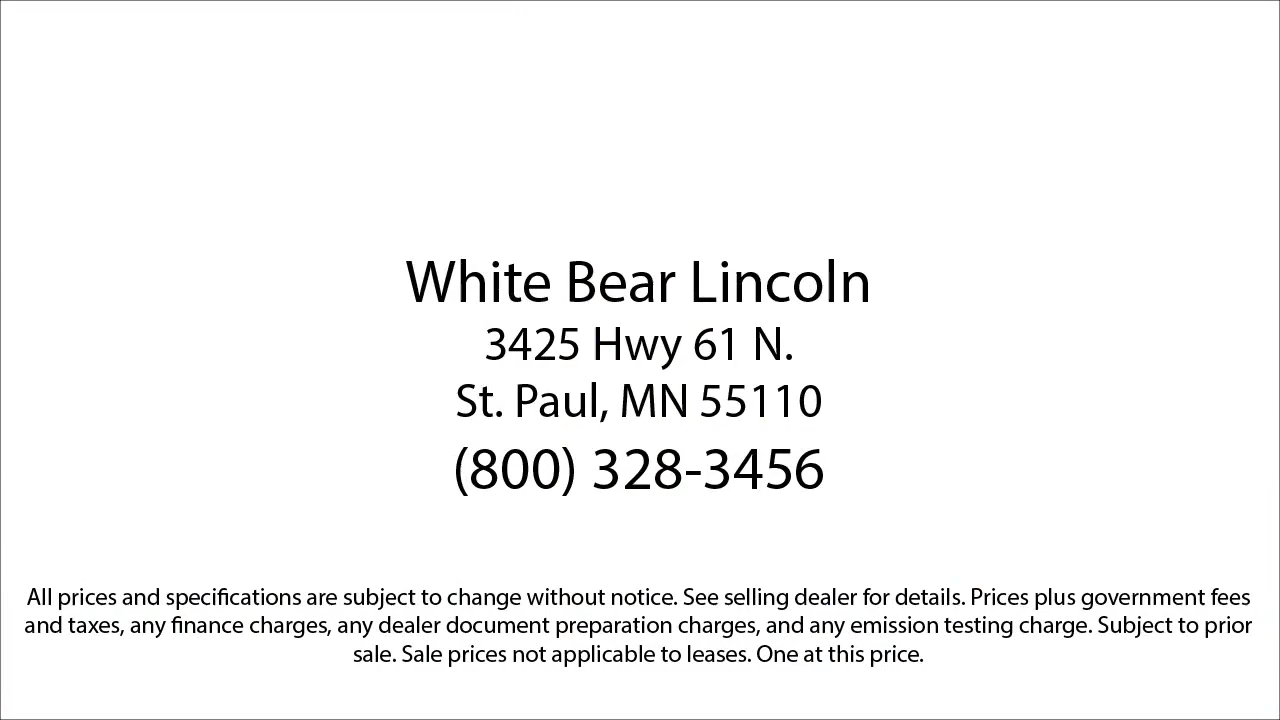 White Bear Lincoln
3425 Hwy 61 N.
St. Paul, MN 55110
(800) 328-3456
All prices and specifications are subject to change without notice. See selling dealer for details. Prices plus government fees
and taxes, any finance charges, any dealer document preparation charges, and any emission testing charge. Subject to prior
sale. Sale prices not applicable to leases. One at this price.